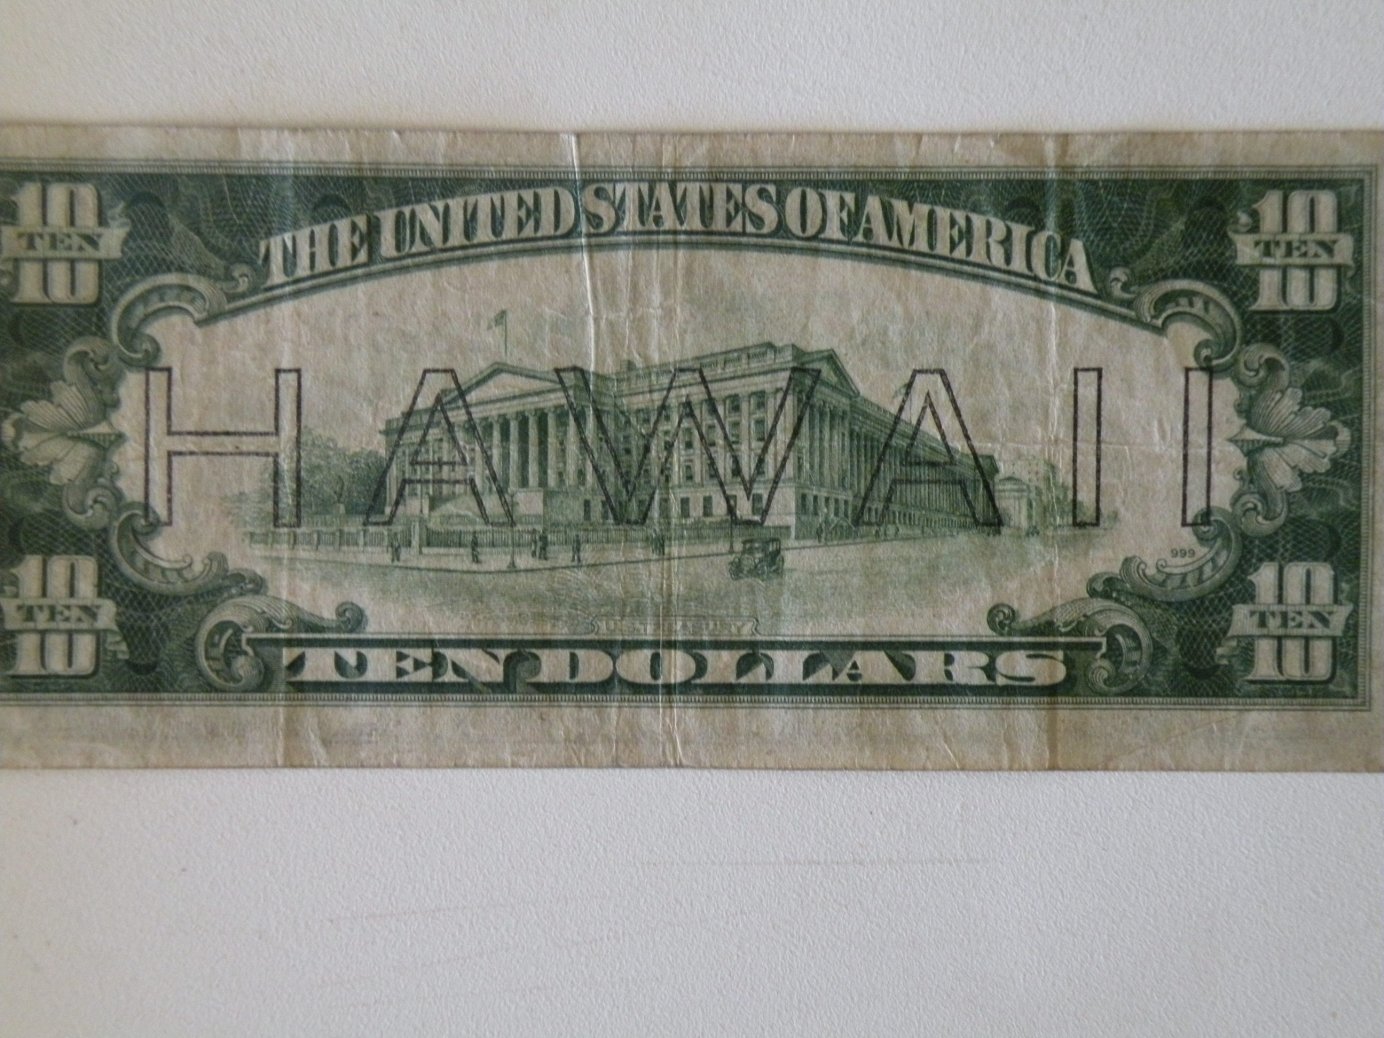 10 TEN 10
THE UNITED STATES OF AMERICA
10 TEN 10
HAWAII
999
10 TEN 10
U.S. TREASURY
TEN DOLLARS
10 TEN 10